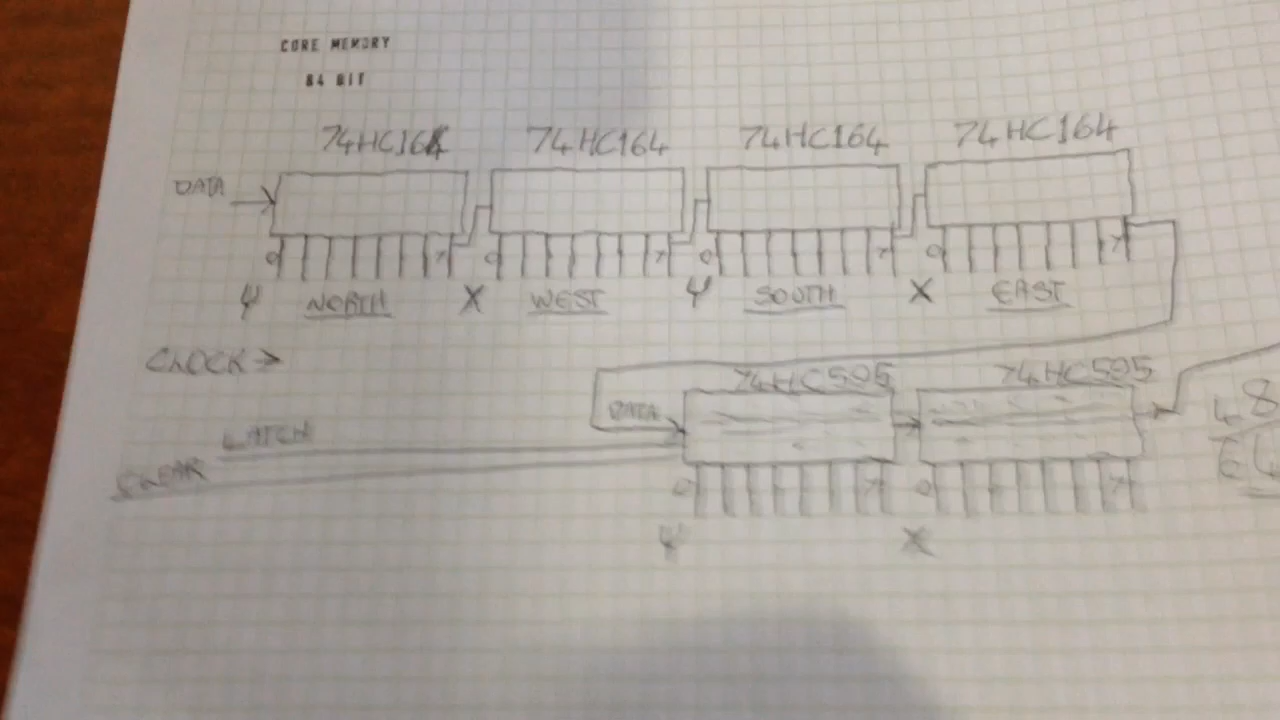 CORE MEMORY
64 BIT
74HC164 74HC164 74HC164 74HC164
DATA
0 7 0 7 0 7 0 7
Y NORTH X WEST Y SOUTH X EAST
CLOCK >
74HC595 74HC595
DATA
LATCH
CLEAR
0 7 0 7
Y X
48